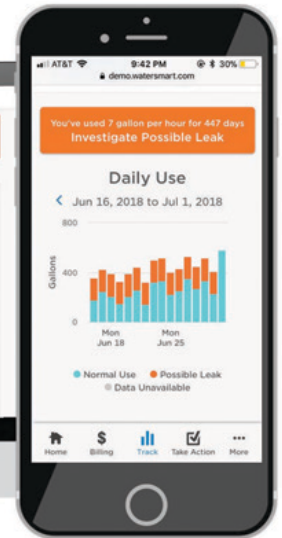 AT&T 9:42 PM 30%
demo.watersmart.com
You've used 7 gallon per hour for 447 days
Investigate Possible Leak
Daily Use
Jun 16, 2018 to Jul 1, 2018
800
Gallons
400
0
Mon Mon
Jun 18 Jun 25
Normal Use Possible Leak
Data Unavailable
Home Billing Track Take Action More